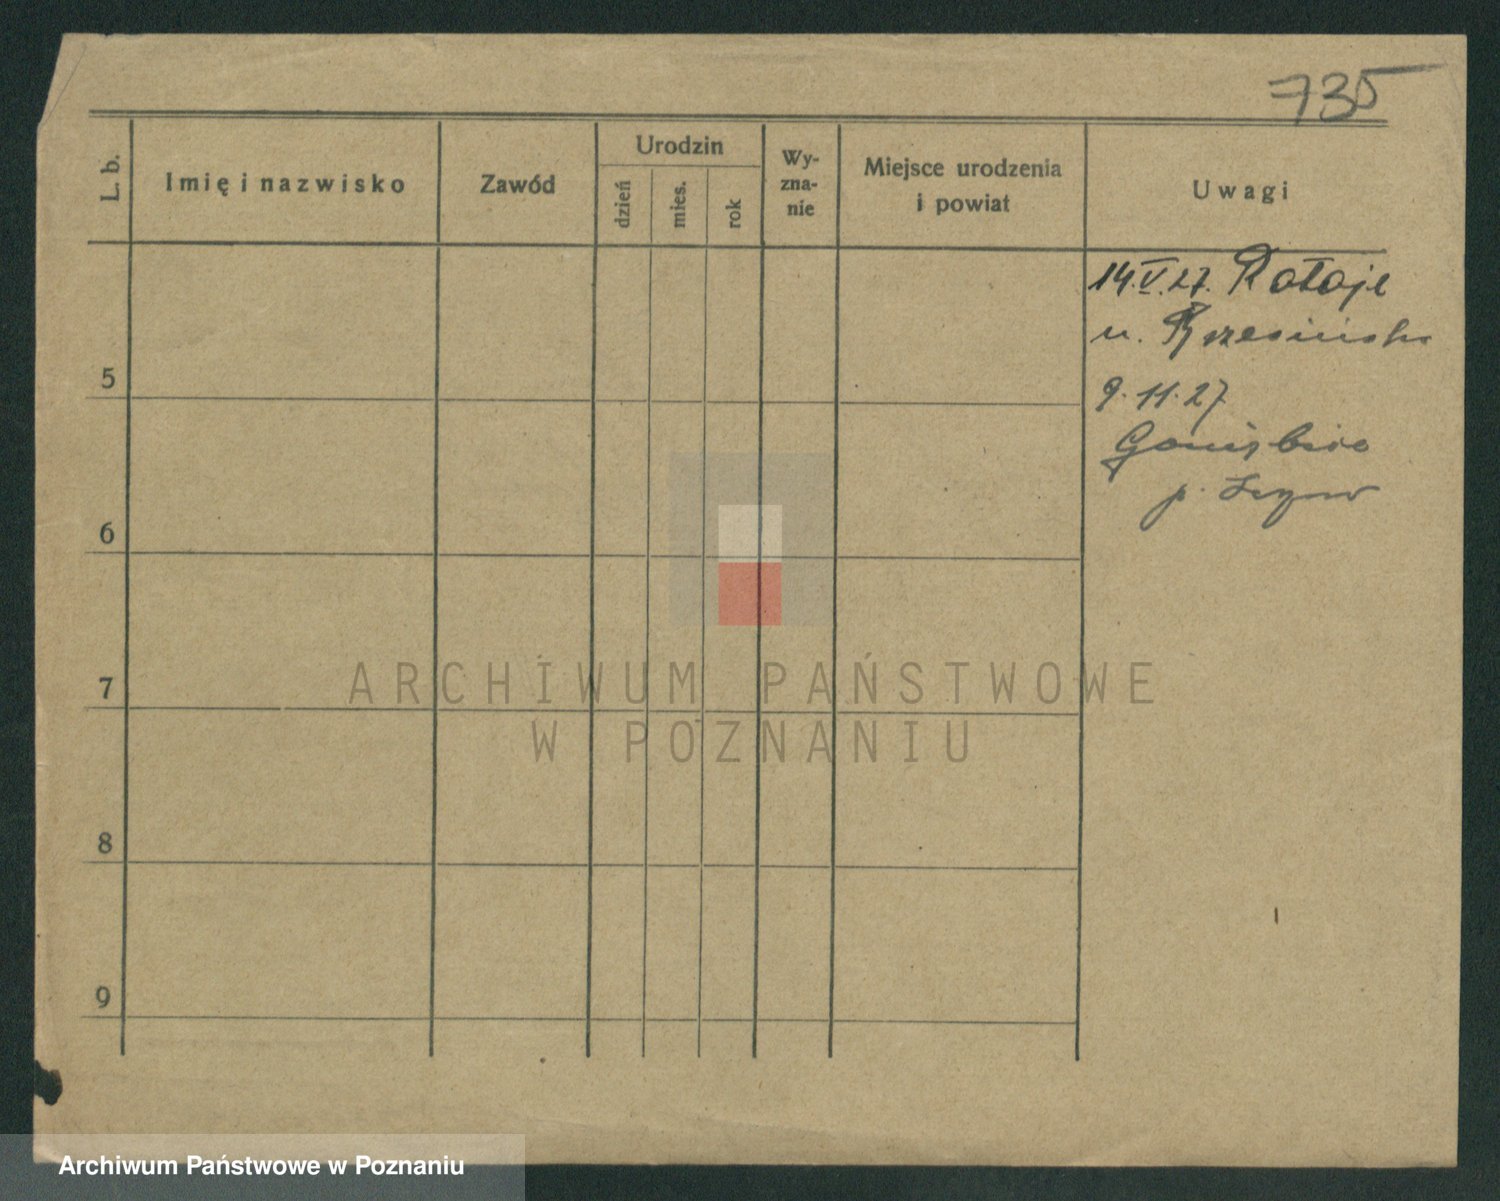 735
L. b.
Imię i nazwisko
Zawód
Urodzin
dzień
mies.
rok
Wy-
zna-
nie
Miejsce urodzenia
i powiat
Uwagi
14.V.27. Rataje
u.
9.11.27
p.
5
6
7
8
9
ARCHIWUM PAŃSTWOWE
W POZNANIU
Archiwum Państwowe w Poznaniu